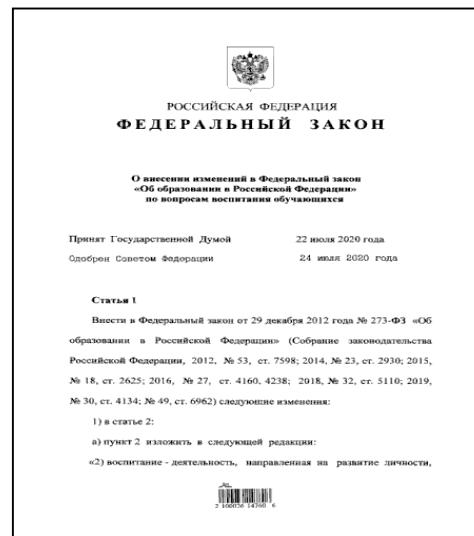 РОССИЙСКАЯ ФЕДЕРАЦИЯ
ФЕДЕРАЛЬНЫЙ ЗАКОН
О внесении изменений в Федеральный закон
«Об образовании в Российской Федерации»
по вопросам воспитания обучающихся
Принят Государственной Думой 22 июля 2020 года
Одобрен Советом Федерации 24 июля 2020 года
Статья 1
Внести в Федеральный закон от 29 декабря 2012 года № 273-ФЗ «Об
образовании в Российской Федерации» (Собрание законодательства
Российской Федерации, 2012, № 53, ст. 7598; 2014, № 23, ст. 2930; 2015,
№ 18, ст. 2625; 2016, № 27, ст. 4160, 4238; 2018, № 32, ст. 5110; 2019,
№ 30, ст. 4134; № 49, ст. 6962) следующие изменения:
1) в статье 2:
а) пункт 2 изложить в следующей редакции:
«2) воспитание - деятельность, направленная на развитие личности,
2 100036 14760 6